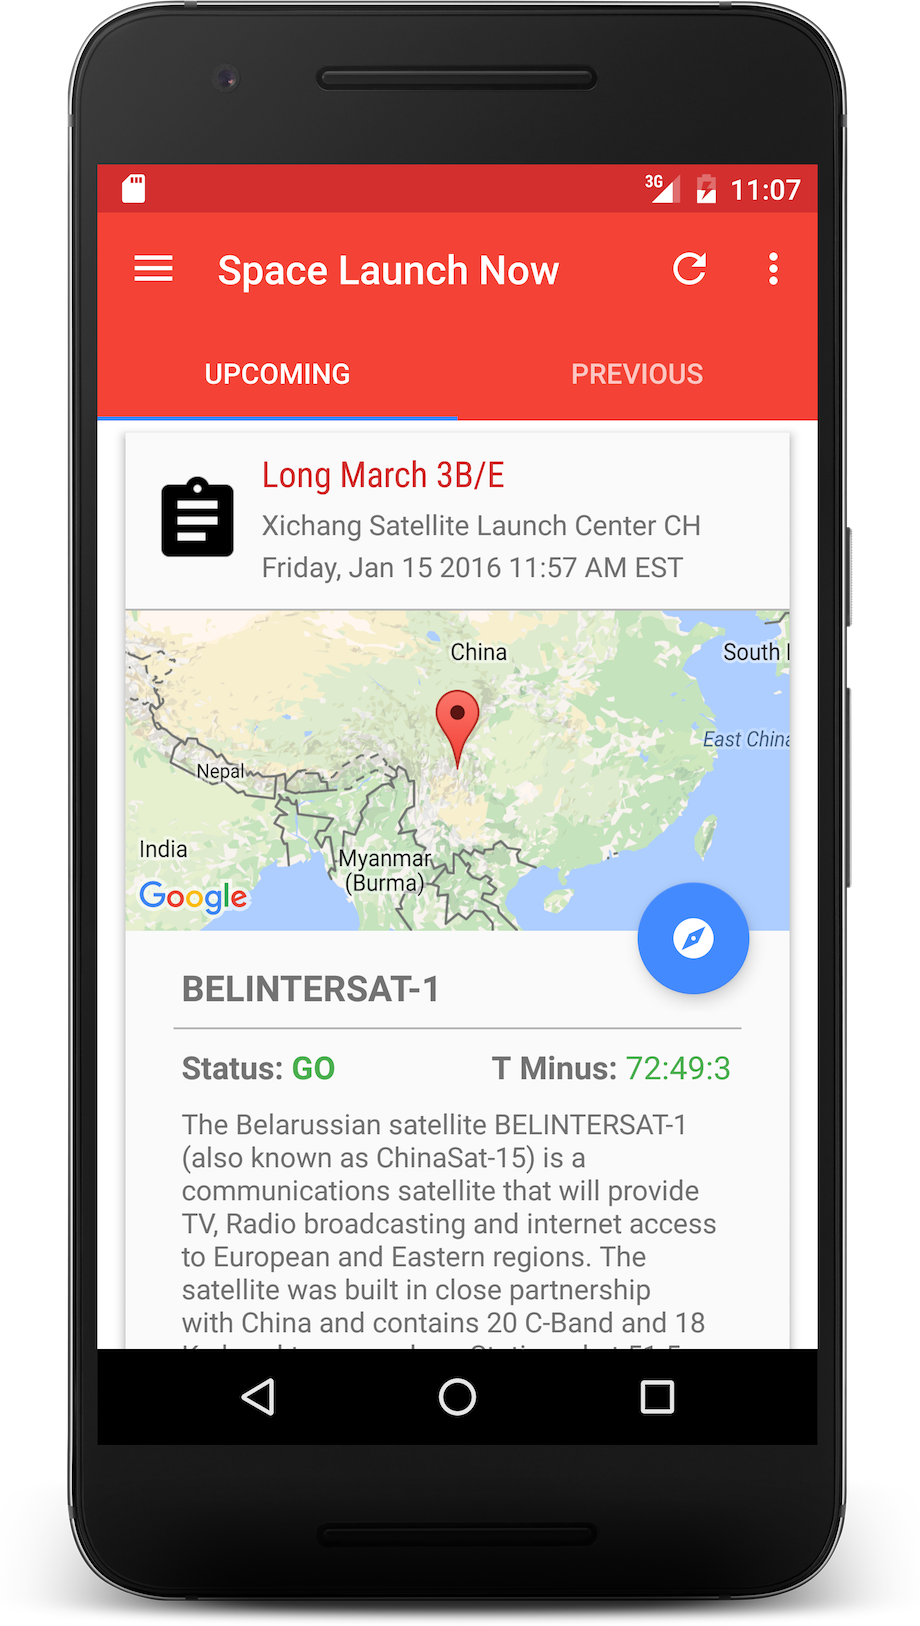 3G 11:07
Space Launch Now
UPCOMING PREVIOUS
Long March 3B/E
Xichang Satellite Launch Center CH
Friday, Jan 15 2016 11:57 AM EST
China
South
East China
Nepal
India
Myanmar
(Burma)
Google
BELINTERSAT-1
Status: GO T Minus: 72:49:3
The Belarussian satellite BELINTERSAT-1
(also known as ChinaSat-15) is a
communications satellite that will provide
TV, Radio broadcasting and internet access
to European and Eastern regions. The
satellite was built in close partnership
with China and contains 20 C-Band and 18